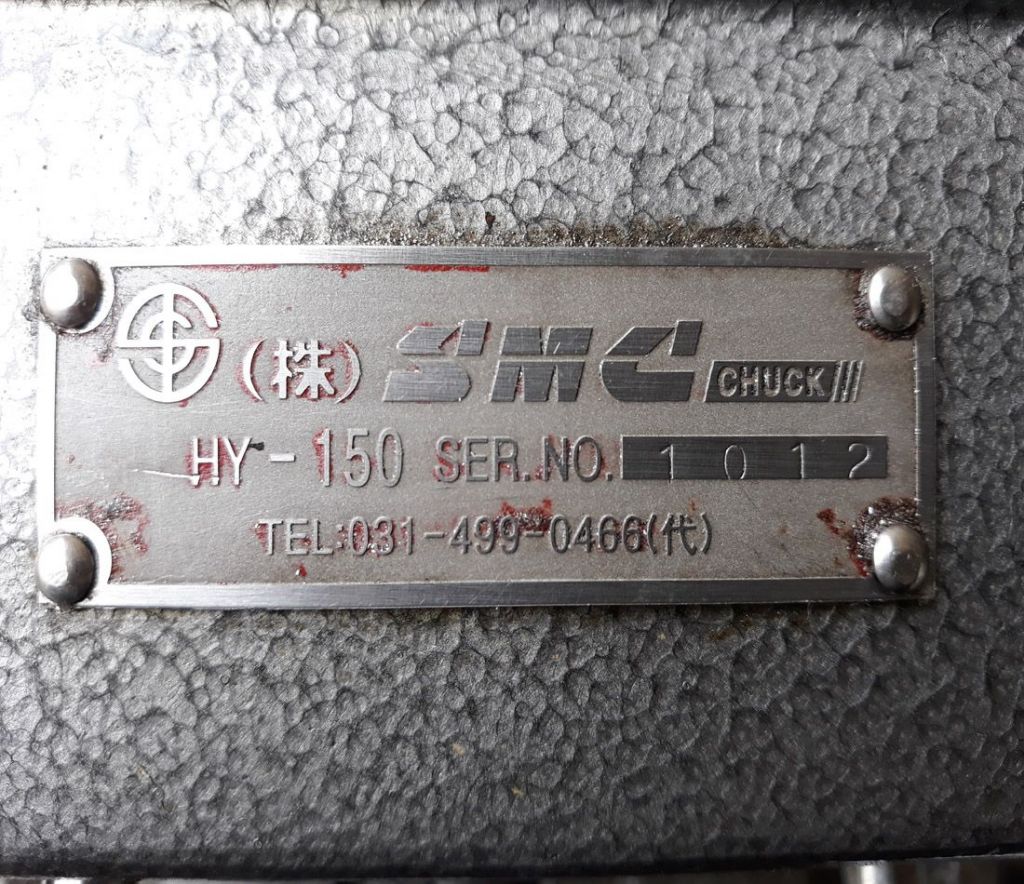 (株) SMC CHUCK
HY-150 SER.NO. 1012
TEL:031-499-0466(代)